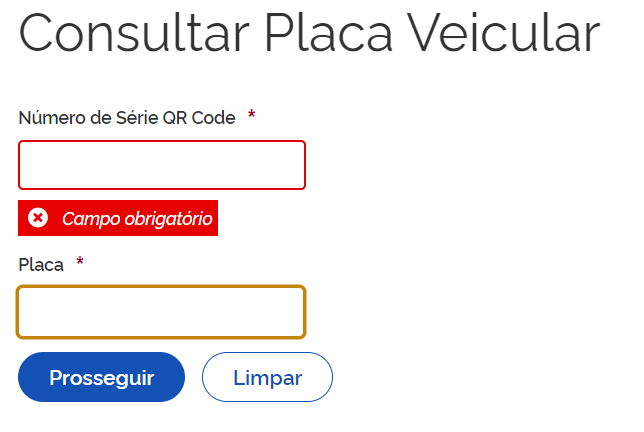 Consultar Placa Veicular
Número de Série QR Code *
Campo obrigatório
Placa *
Prosseguir Limpar